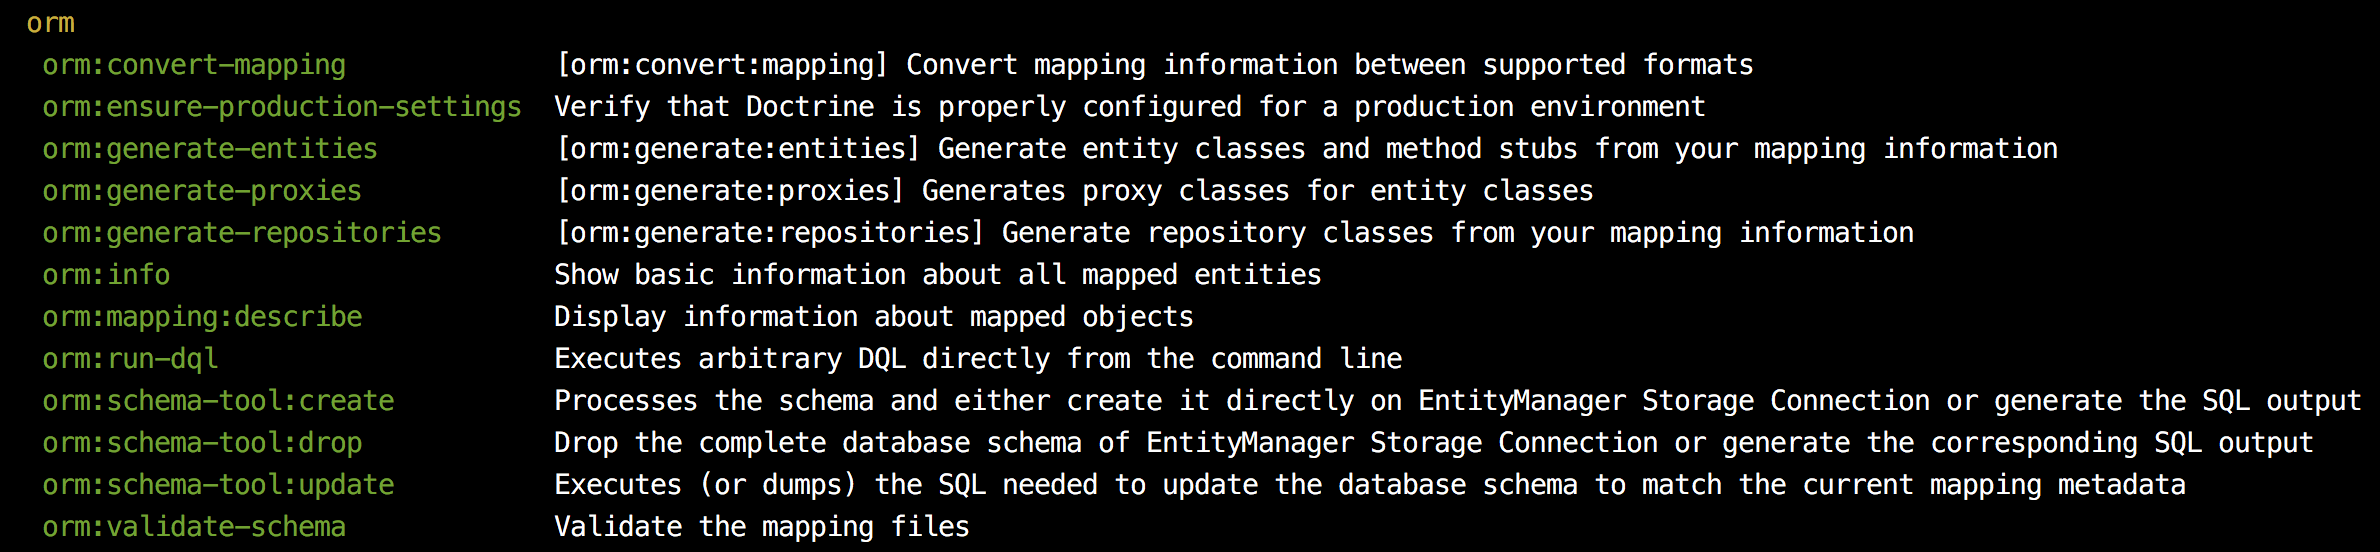 orm
orm:convert-mapping [orm:convert:mapping] Convert mapping information between supported formats
orm:ensure-production-settings Verify that Doctrine is properly configured for a production environment
orm:generate-entities [orm:generate:entities] Generate entity classes and method stubs from your mapping information
orm:generate-proxies [orm:generate:proxies] Generates proxy classes for entity classes
orm:generate-repositories [orm:generate:repositories] Generate repository classes from your mapping information
orm:info Show basic information about all mapped entities
orm:mapping:describe Display information about mapped objects
orm:run-dql Executes arbitrary DQL directly from the command line
orm:schema-tool:create Processes the schema and either create it directly on EntityManager Storage Connection or generate the SQL output
orm:schema-tool:drop Drop the complete database schema of EntityManager Storage Connection or generate the corresponding SQL output
orm:schema-tool:update Executes (or dumps) the SQL needed to update the database schema to match the current mapping metadata
orm:validate-schema Validate the mapping files